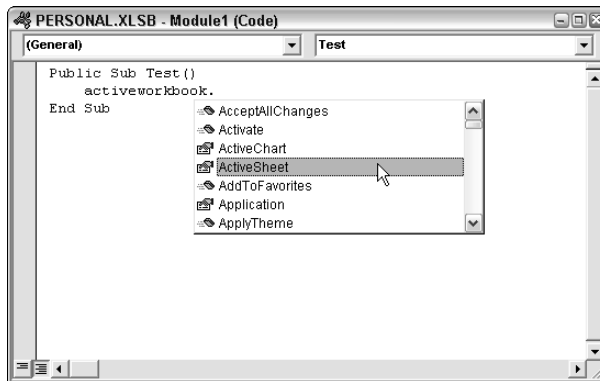 PERSONAL.XLSB - Module1 (Code)
(General) Test
Public Sub Test()
activeworkbook.
End Sub
AcceptAllChanges
Activate
ActiveChart
ActiveSheet
AddToFavorites
Application
ApplyTheme